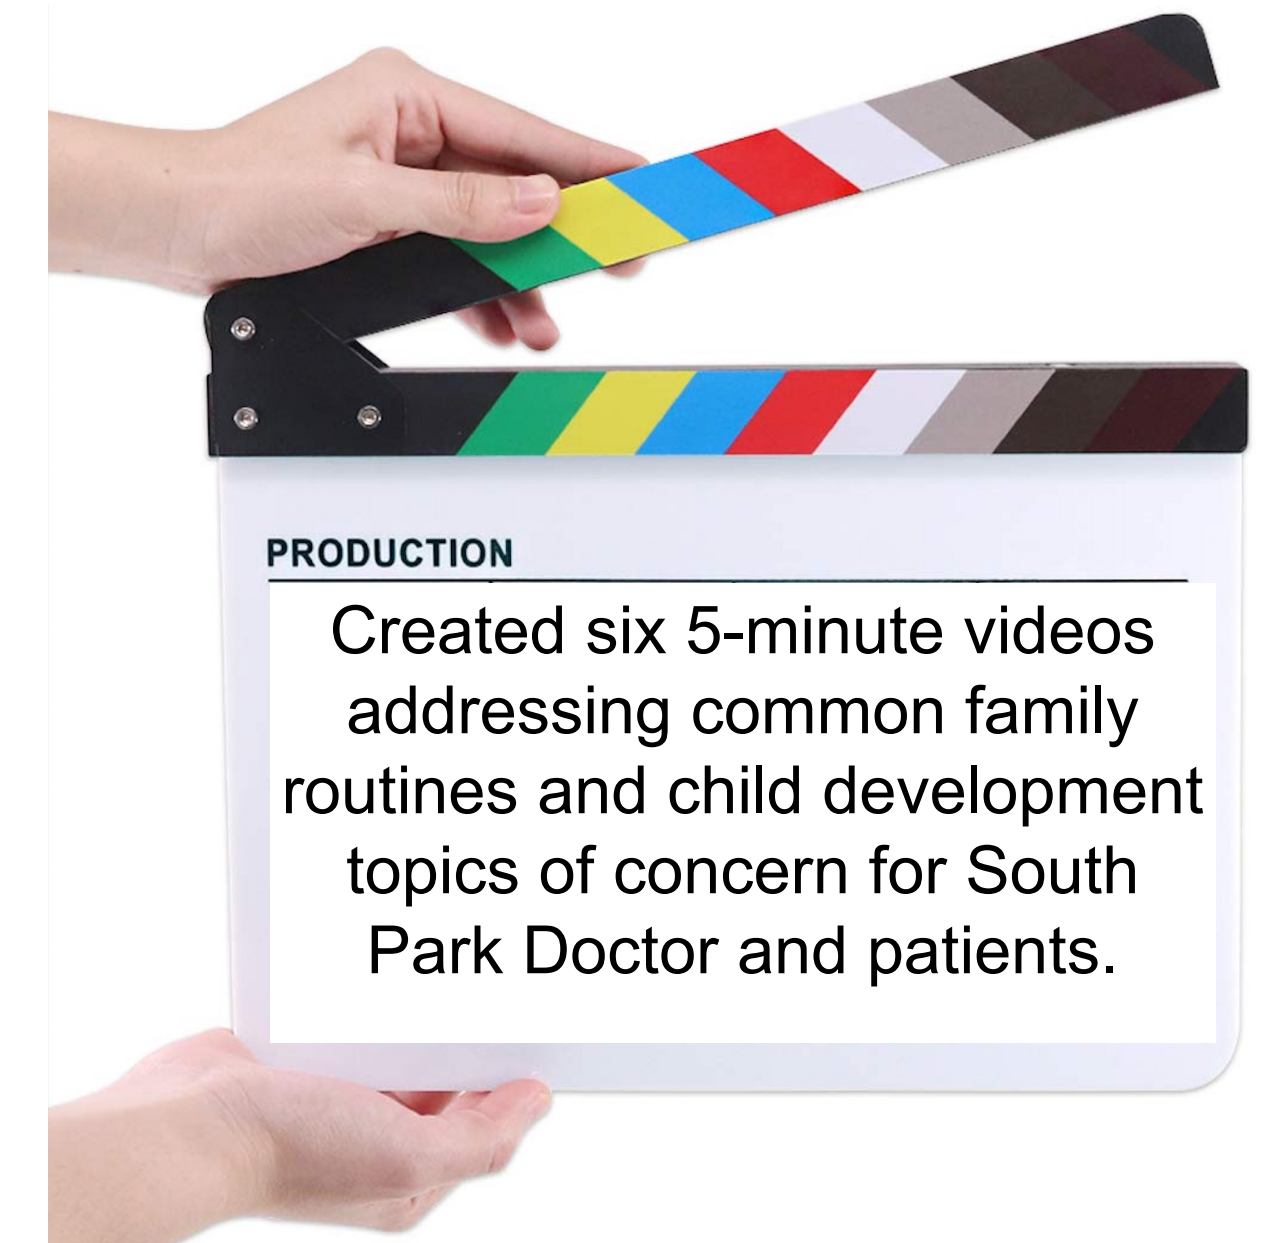 PRODUCTION
Created six 5-minute videos
addressing common family
routines and child development
topics of concern for South
Park Doctor and patients.